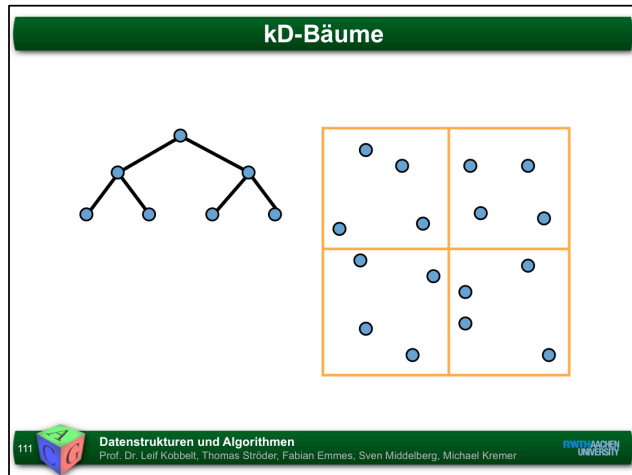 kD-Bäume
111
A
C
G
Datenstrukturen und Algorithmen
Prof. Dr. Leif Kobbelt, Thomas Ströder, Fabian Emmes, Sven Middelberg, Michael Kremer
RWTHAACHEN
UNIVERSITY